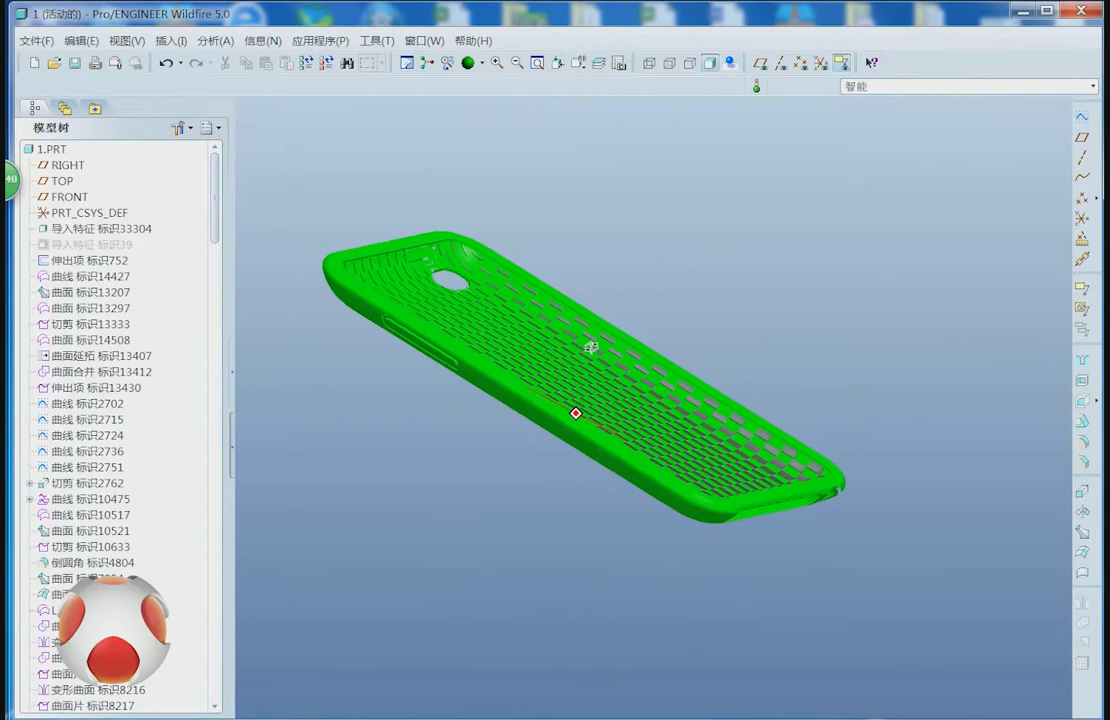 1 (活动的) - Pro/ENGINEER Wildfire 5.0
文件(F) 编辑(E) 视图(V) 插入(I) 分析(A) 信息(N) 应用程序(P) 工具(T) 窗口(W) 帮助(H)
智能
40
模型树
1.PRT
RIGHT
TOP
FRONT
PRT_CSYS_DEF
导入特征 标识33304
导入特征 标识39
伸出项 标识752
曲线 标识14427
曲面 标识13207
曲面 标识13297
切剪 标识13333
曲面 标识14508
曲面延拓 标识13407
曲面合并 标识13412
伸出项 标识13430
曲线 标识2702
曲线 标识2715
曲线 标识2724
曲线 标识2736
曲线 标识2751
切剪 标识2762
曲线 标识10475
曲线 标识10517
曲面 标识10521
切剪 标识10633
倒圆角 标识4804
曲面
变形曲面 标识8216
曲面片 标识8217